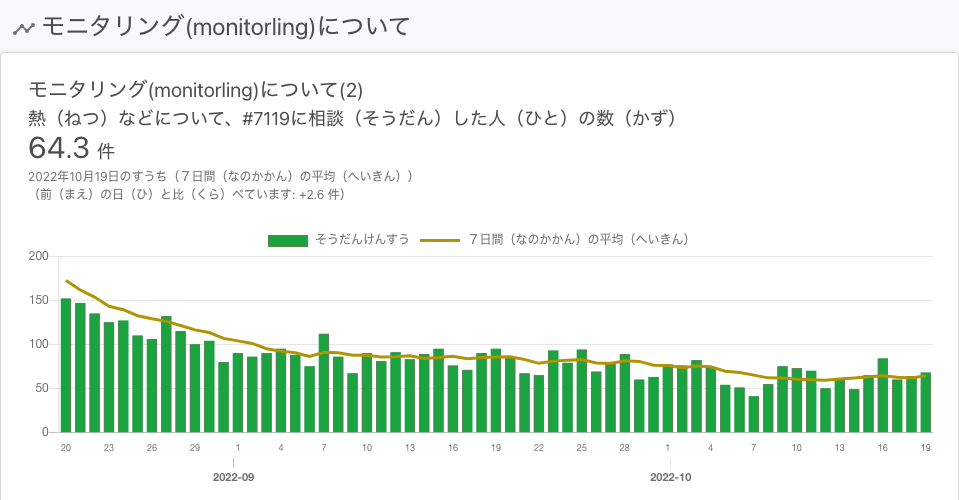 モニタリング(monitorling)について
モニタリング(monitorling)について(2)
熱（ねつ）などについて、#7119に相談（そうだん）した人（ひと）の数（かず）
64.3 件
2022年10月19日のすうち（７日間（なのかかん）の平均（へいきん））
（前（まえ）の日（ひ）と比（くら）べています: +2.6 件）
そうだんけんすう ７日間（なのかかん）の平均（へいきん）
200
150
100
50
0
20 23 26 29 1 4 7 10 13 16 19 22 25 28 1 4 7 10 13 16 19
2022-09 2022-10